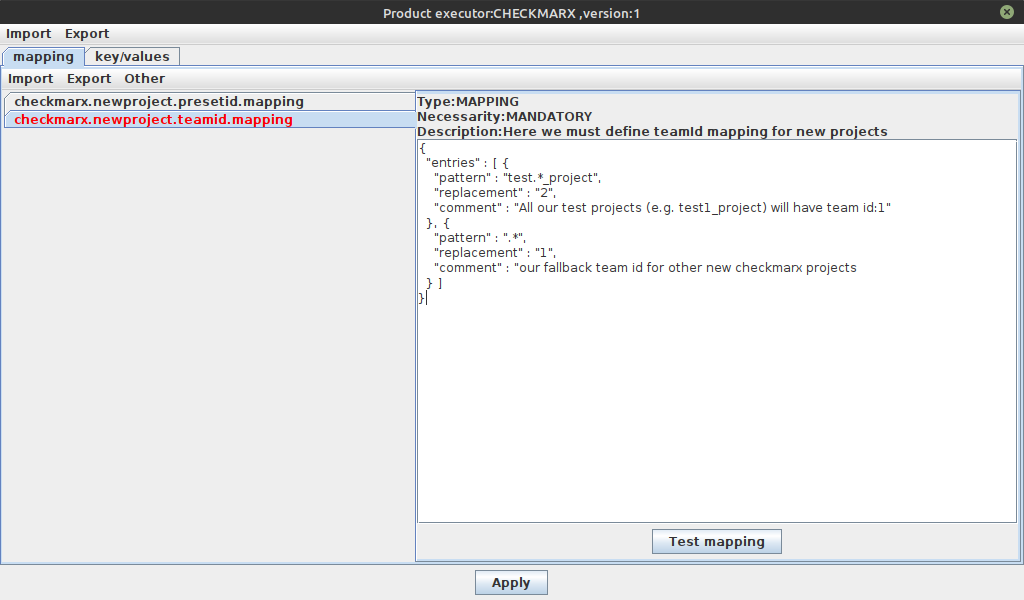 Product executor:CHECKMARX ,version:1
Import Export
mapping key/values
Import Export Other
checkmarx.newproject.presetid.mapping
checkmarx.newproject.teamid.mapping
Type:MAPPING
Necessarity:MANDATORY
Description:Here we must define teamId mapping for new projects
{
"entries" : [ {
"pattern" : "test.*_project",
"replacement" : "2",
"comment" : "All our test projects (e.g. test1_project) will have team id:1"
}, {
"pattern" : ".*",
"replacement" : "1",
"comment" : "our fallback team id for other new checkmarx projects
} ]
}
Test mapping
Apply